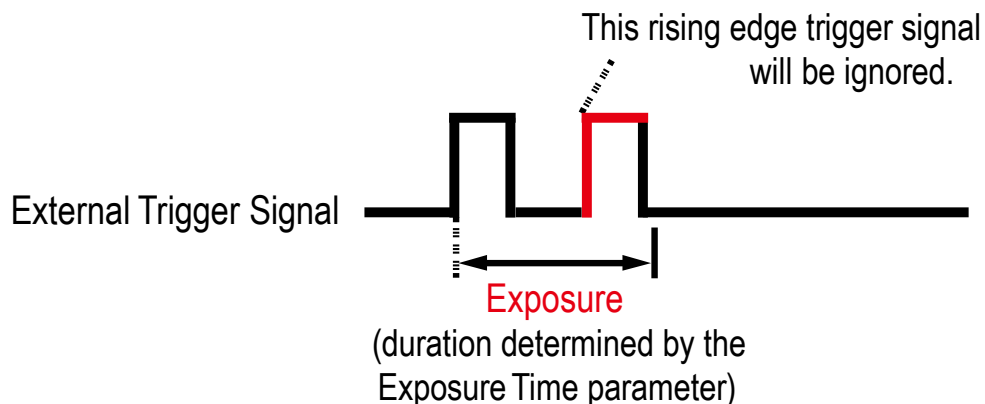 This rising edge trigger signal
will be ignored.
External Trigger Signal
Exposure
(duration determined by the
Exposure Time parameter)